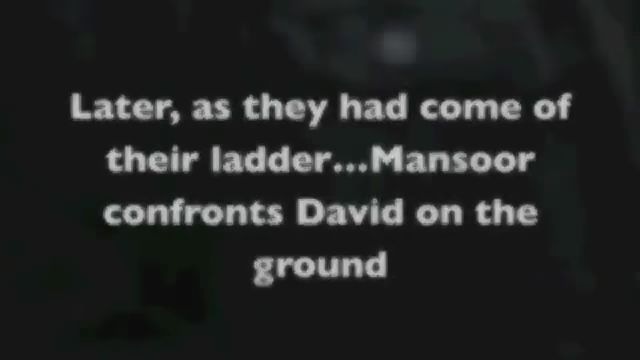 Later, as they had come of
their ladder...Mansoor
confronts David on the
ground